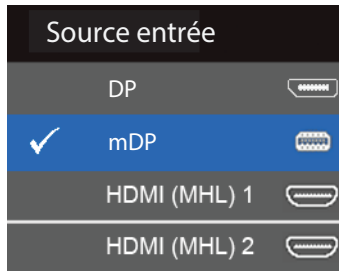 Source entrée
DP
mDP
HDMI (MHL) 1
HDMI (MHL) 2